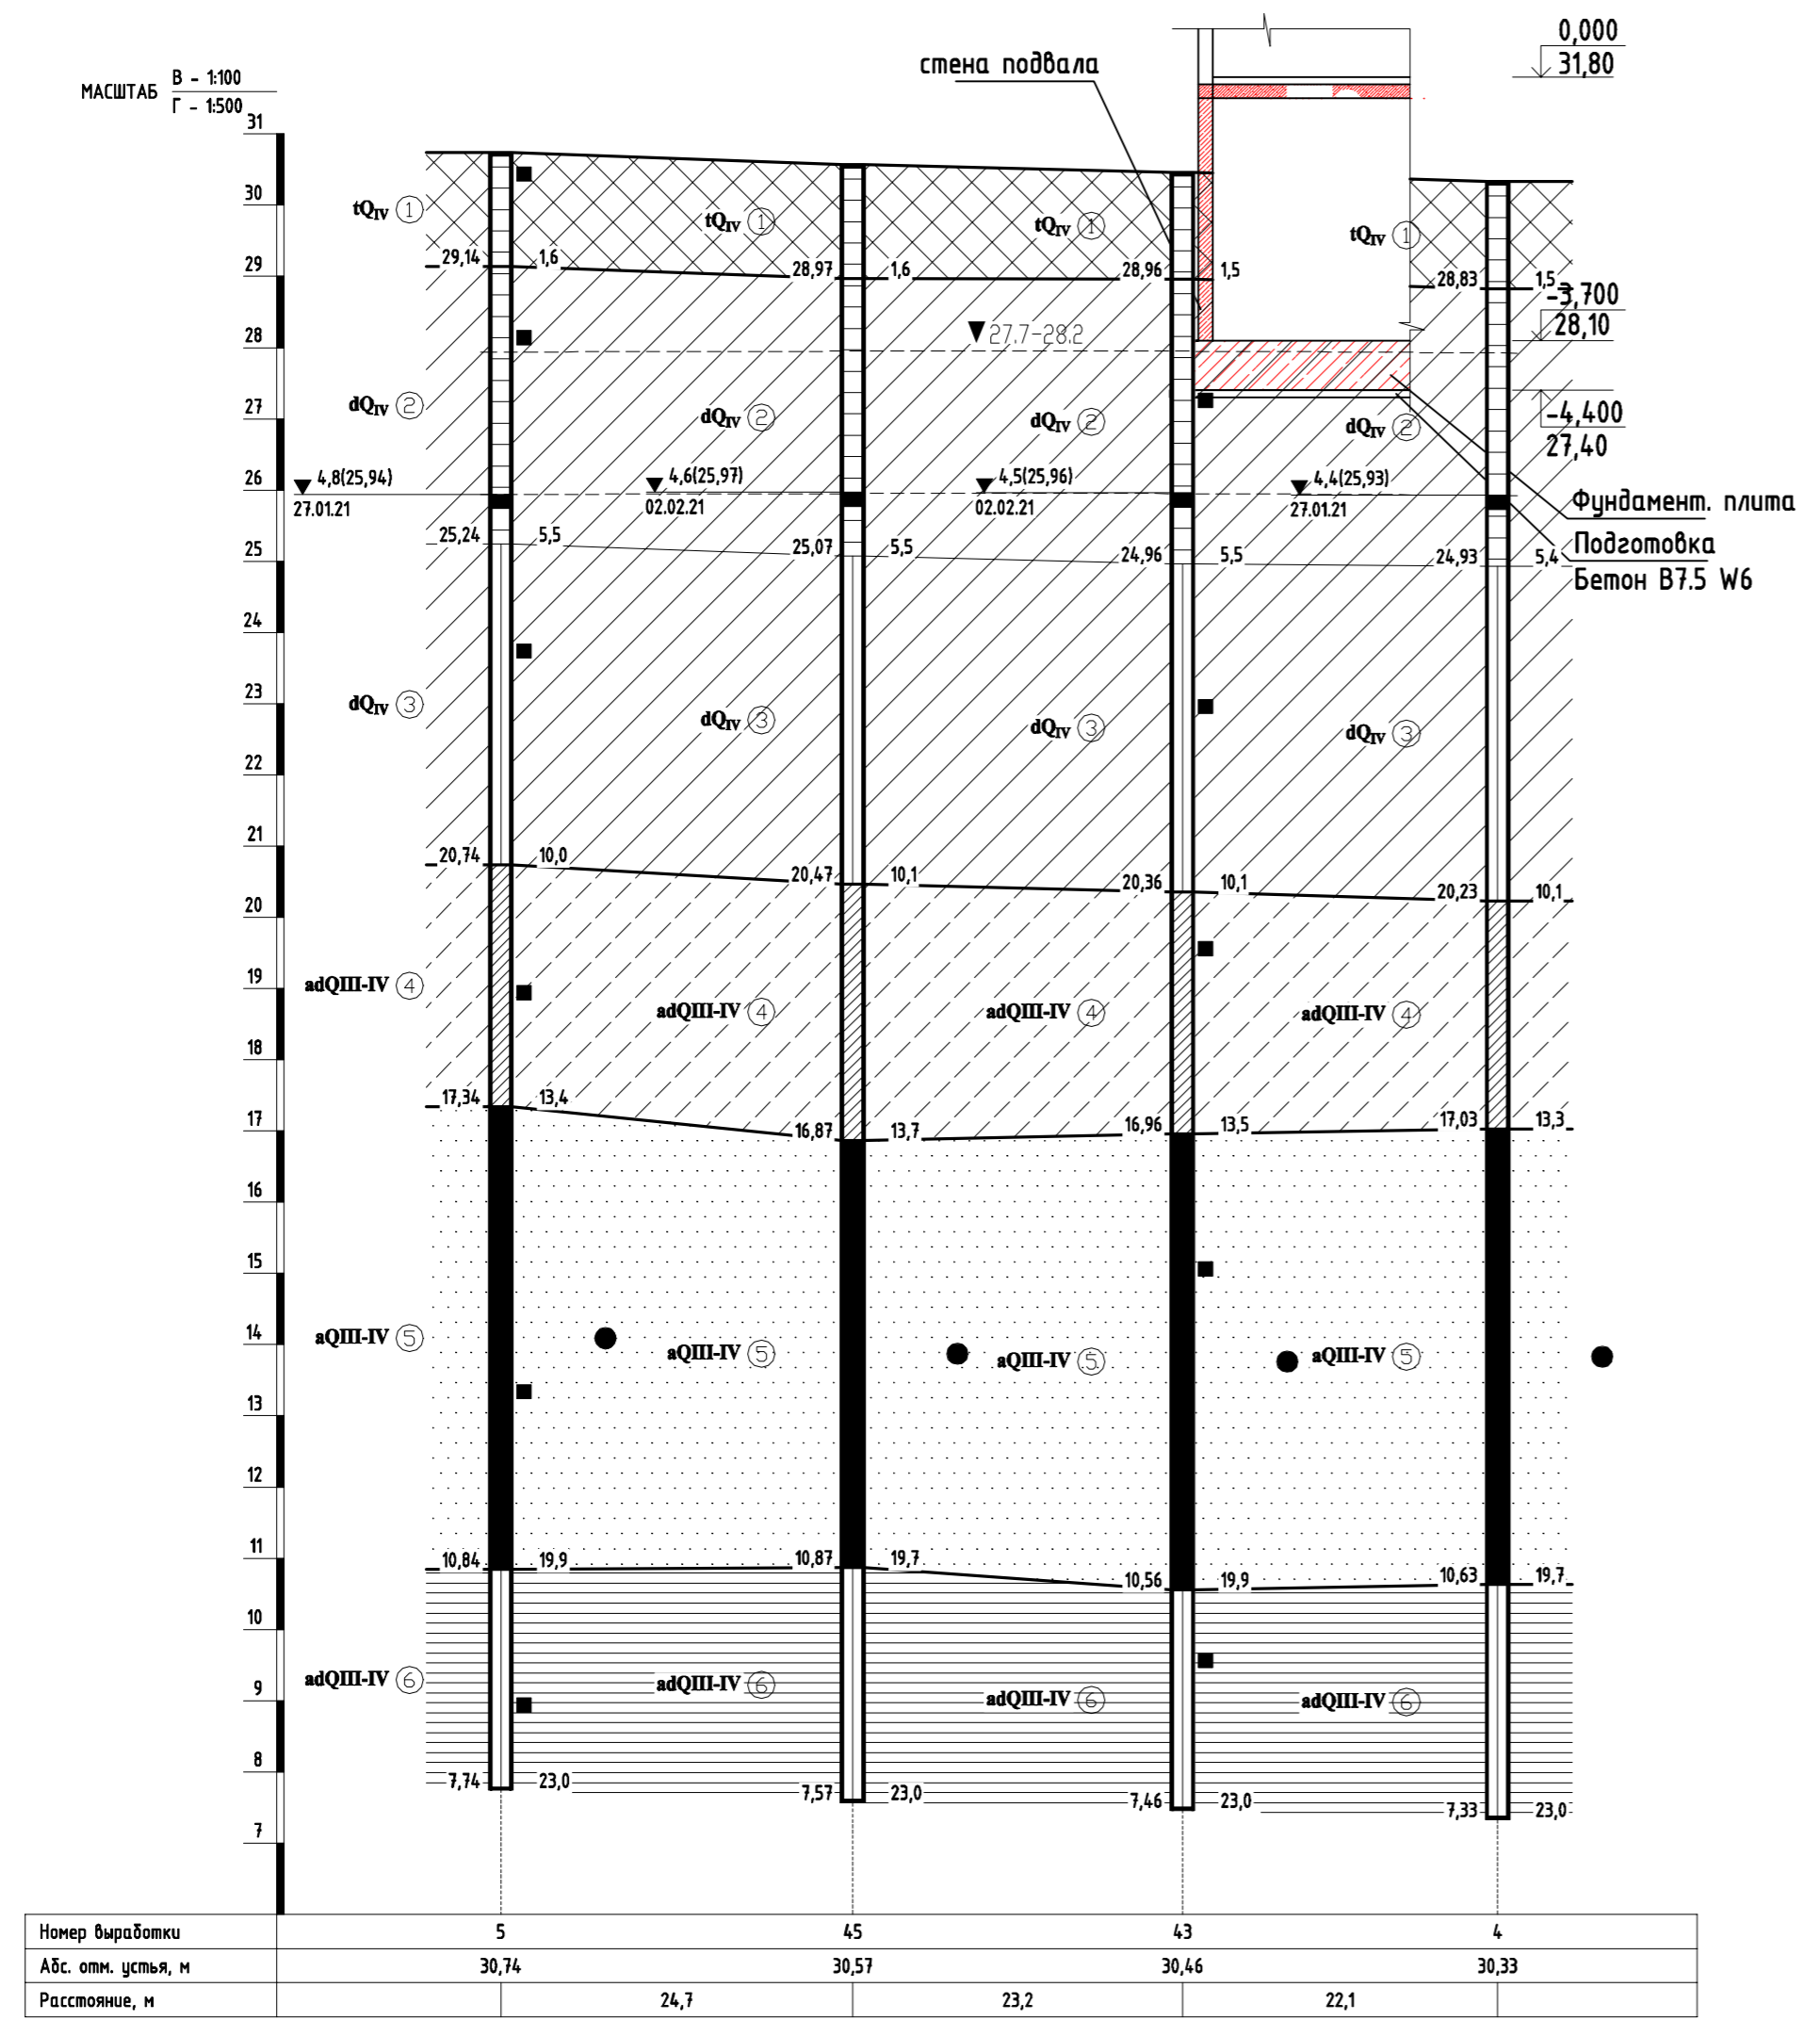 0,000
31,80
стена подвала
МАСШТАБ В - 1:100
Г - 1:500
31
30
tQIV 1 tQIV 1 tQIV 1 tQIV 1
29
29,14 1,6 28,97 1,6 28,96 1,5 28,83 1,5
-3,700
28,10
28
27.7-28.2
27
dQIV 2 dQIV 2 dQIV 2 dQIV 2
-4,400
27,40
26
4,8(25,94) 4,6(25,97) 4,5(25,96) 4,4(25,93)
27.01.21 02.02.21 02.02.21 27.01.21
Фундамент. плита
25,24 5,5 25,07 5,5 24,96 5,5 24,93 5,4
Подготовка
Бетон В7.5 W6
25
24
23
dQIV 3 dQIV 3 dQIV 3 dQIV 3
22
21
20,74 10,0 20,47 10,1 20,36 10,1 20,23 10,1
20
19
adQIII-IV 4 adQIII-IV 4 adQIII-IV 4 adQIII-IV 4
18
17,34 13,4 16,87 13,7 16,96 13,5 17,03 13,3
17
16
15
14
aQIII-IV 5 aQIII-IV 5 aQIII-IV 5 aQIII-IV 5
13
12
11
10,84 19,9 10,87 19,7 10,56 19,9 10,63 19,7
10
adQIII-IV 6 adQIII-IV 6 adQIII-IV 6 adQIII-IV 6
9
8
7,74 23,0 7,57 23,0 7,46 23,0 7,33 23,0
7
Номер выработки 5 45 43 4
Абс. отм. устья, м 30,74 30,57 30,46 30,33
Расстояние, м 24,7 23,2 22,1